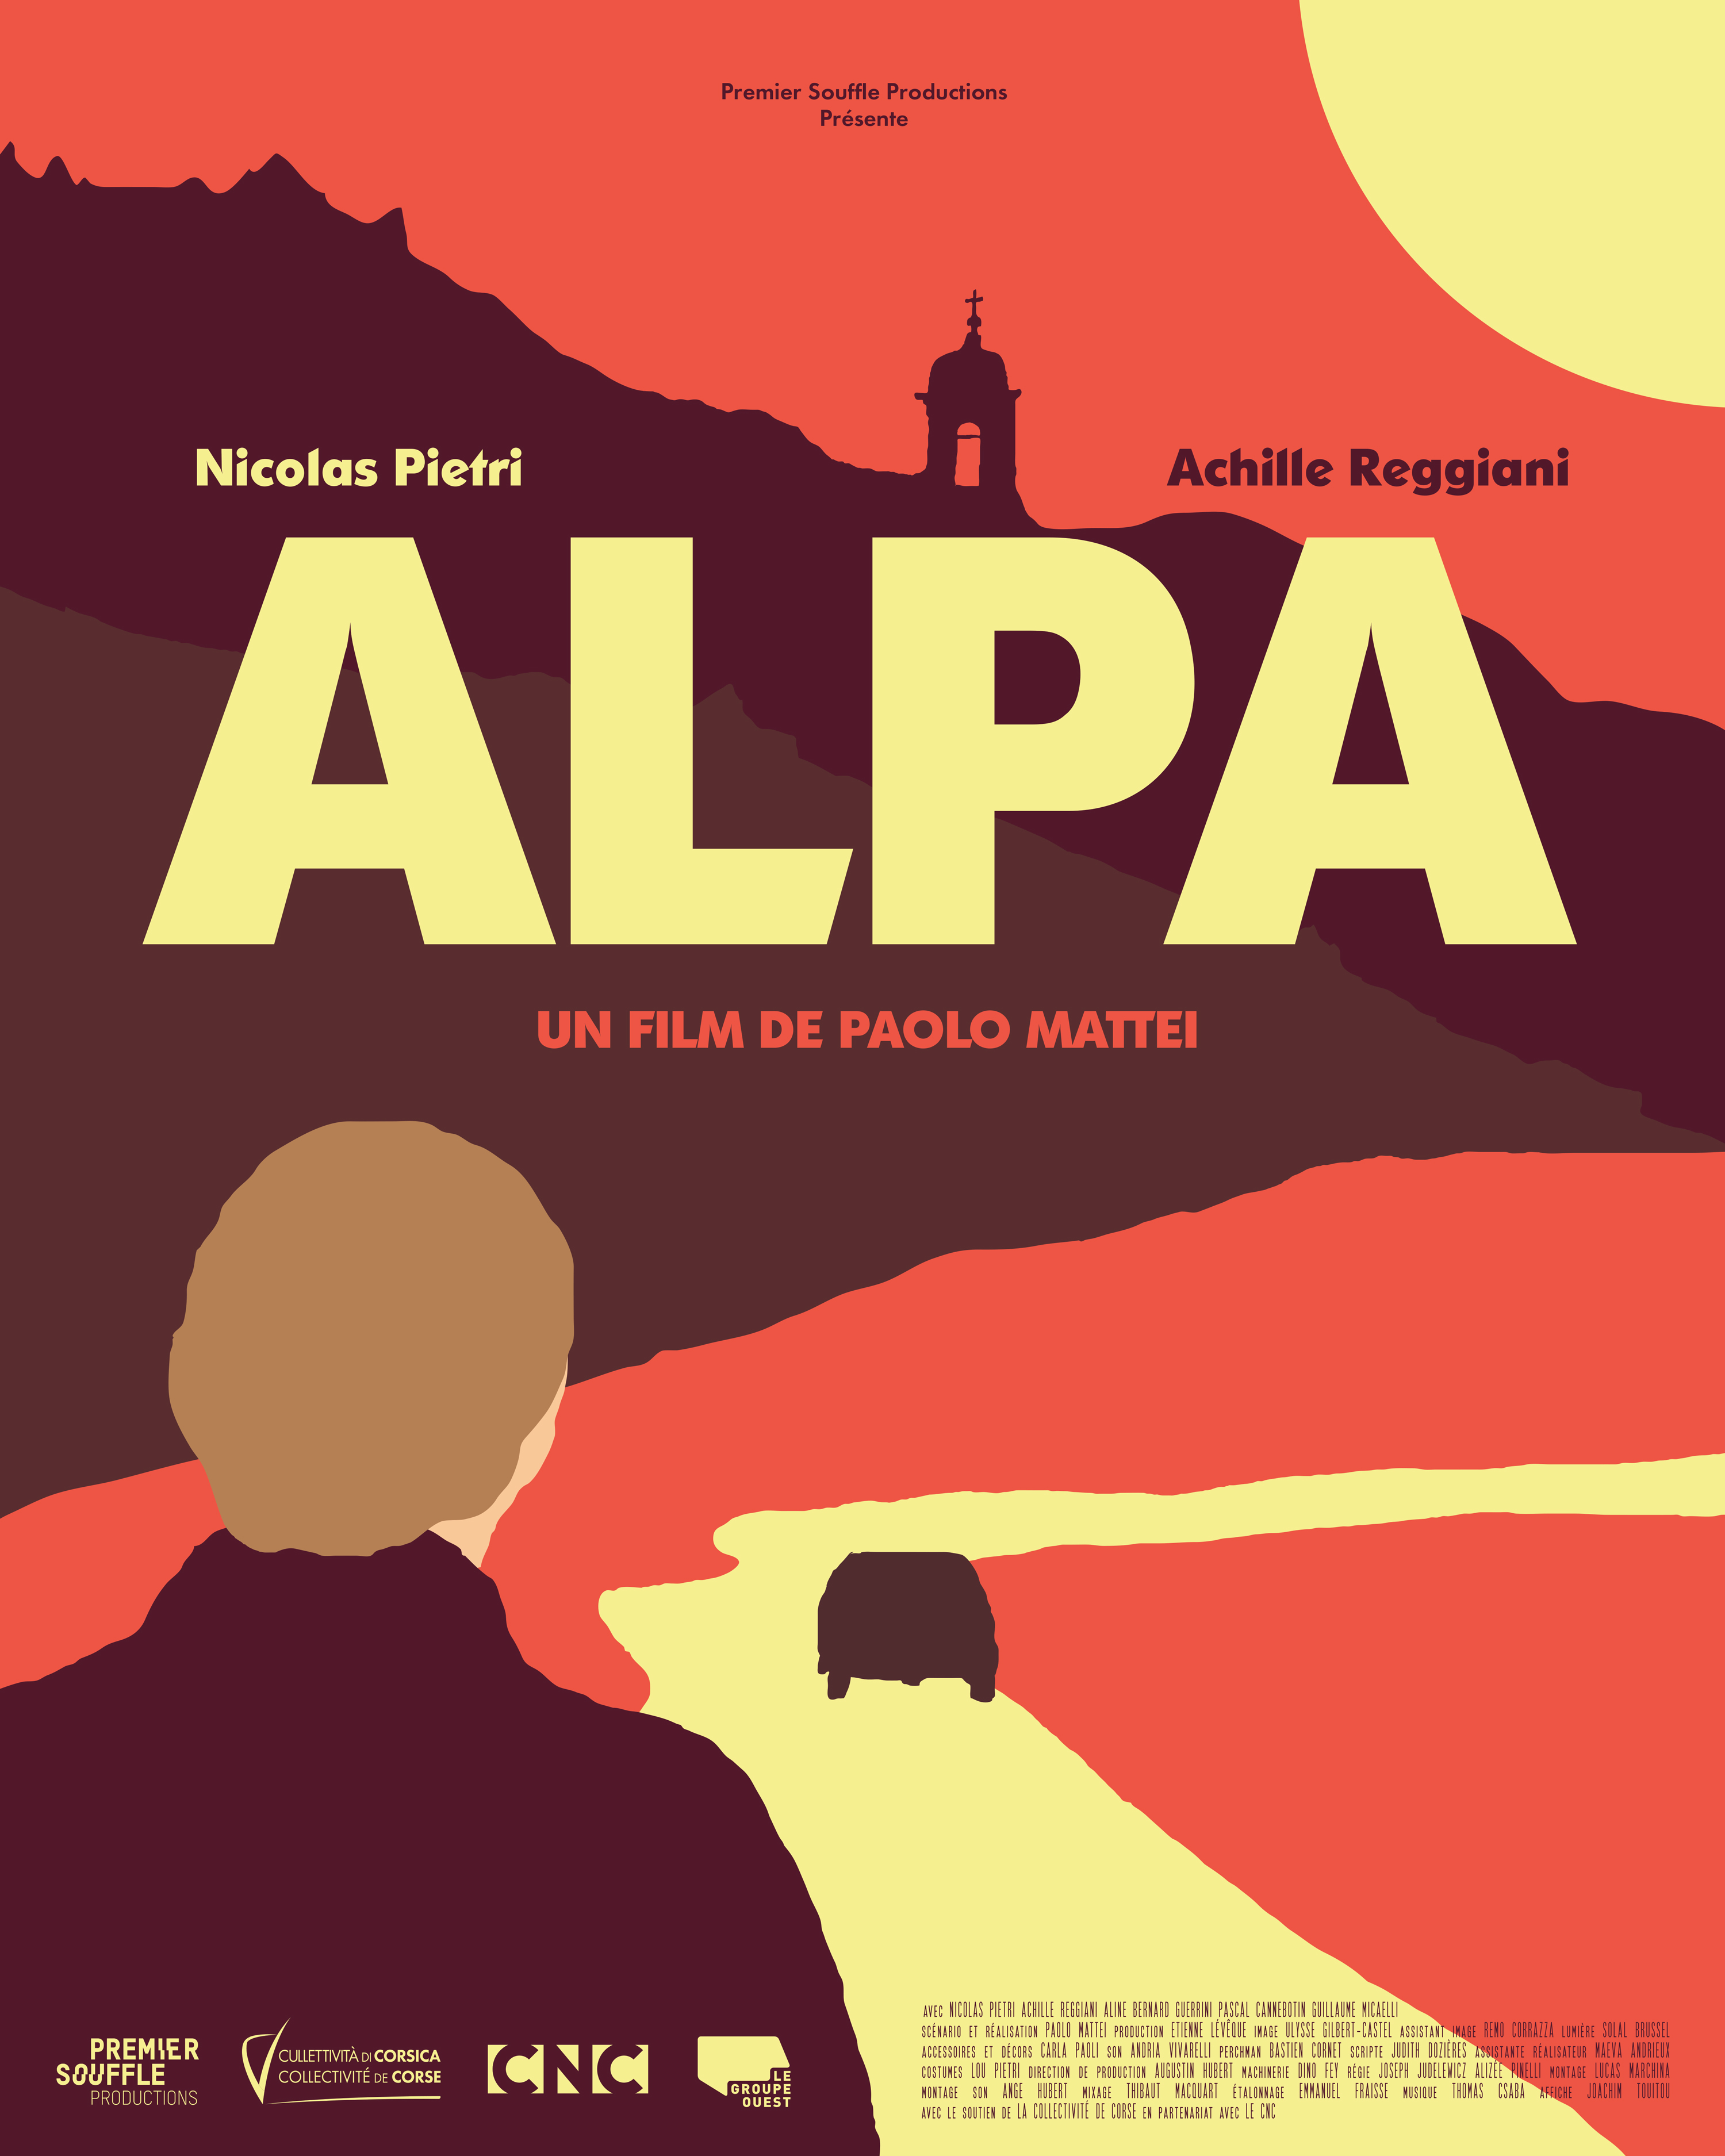 Premier Souffle Productions
Présente
Nicolas Pietri
Achille Reggiani
ALPA
UN FILM DE PAOLO MATTEI
AVEC NICOLAS PIETRI ACHILLE REGGIANI ALINE BERNARD GUERRINI PASCAL CANNEBOTIN GUILLAUME MICAELLI
SCÉNARIO ET RÉALISATION PAOLO MATTEI PRODUCTION ETIENNE LÉVÊQUE IMAGE ULYSSE GILBERT-CASTEL ASSISTANT IMAGE REMO CORRAZZA LUMIÈRE SOLAL BRUSSEL
ACCESSOIRES ET DÉCORS CARLA PAOLI SON ANDRIA VIVARELLI PERCHMAN BASTIEN CORNET SCRIPTE JUDITH DOZIÈRES ASSISTANTE RÉALISATEUR MAEVA ANDRIEUX
COSTUMES LOU PIETRI DIRECTION DE PRODUCTION AUGUSTIN HUBERT MACHINERIE DINO FEY RÉGIE JOSEPH JUDELEWICZ ALIZÉE PINELLI MONTAGE LUCAS MARCHINA
MONTAGE SON ANGE HUBERT MIXAGE THIBAUT MACQUART ÉTALONNAGE EMMANUEL FRAISSE MUSIQUE THOMAS CSABA AFFICHE JOACHIM TOUITOU
AVEC LE SOUTIEN DE LA COLLECTIVITÉ DE CORSE EN PARTENARIAT AVEC LE CNC
PREMIER
SOUFFLE
PRODUCTIONS
CULLETTIVITÀ DI CORSICA
COLLECTIVITÉ DE CORSE
CNC
LE
GROUPE
OUEST